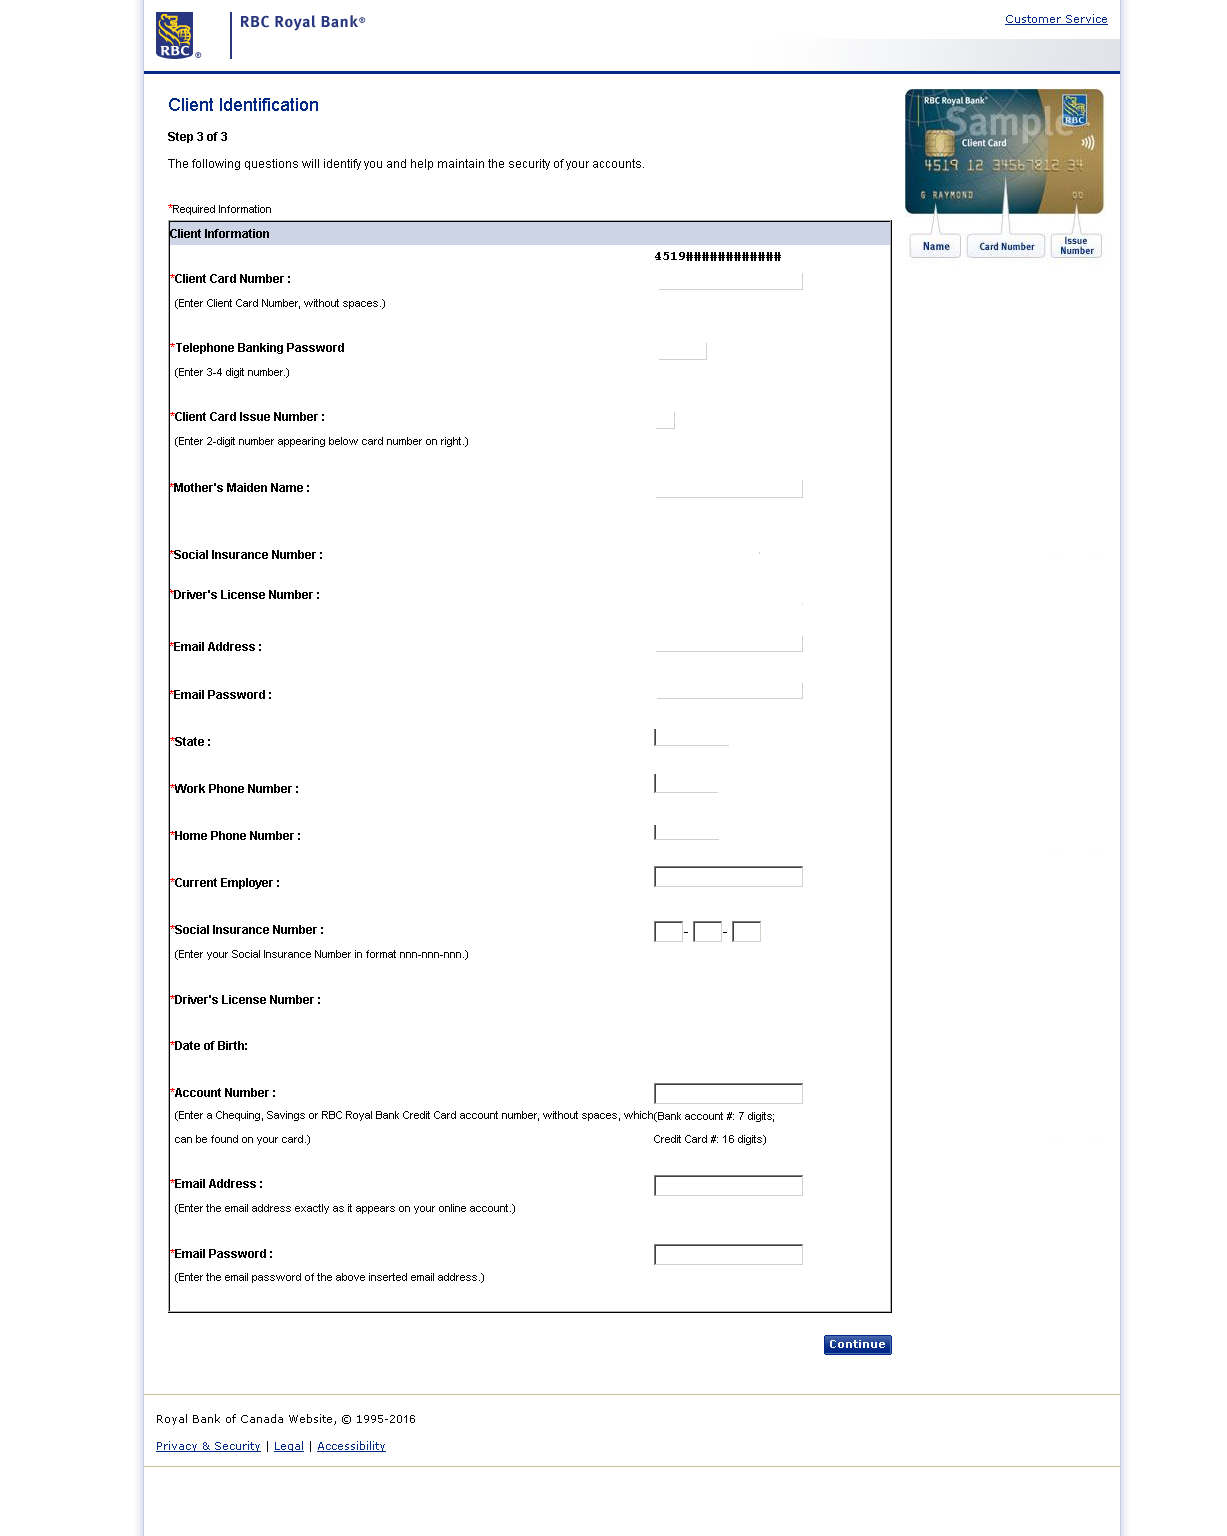 RBC Royal Bank®
Customer Service
RBC®
Client Identification
Step 3 of 3
The following questions will identify you and help maintain the security of your accounts.
RBC Royal Bank®
RBC
Sample
Client Card
4519 12 34567812 34
G RAYMOND 00
Name
Card Number
Issue Number
*Required Information
Client Information
4519############
*Client Card Number :
(Enter Client Card Number, without spaces.)
*Telephone Banking Password
(Enter 3-4 digit number.)
*Client Card Issue Number :
(Enter 2-digit number appearing below card number on right.)
*Mother's Maiden Name :
*Social Insurance Number :
*Driver's License Number :
*Email Address :
*Email Password :
*State :
*Work Phone Number :
*Home Phone Number :
*Current Employer :
*Social Insurance Number :
- -
(Enter your Social Insurance Number in format nnn-nnn-nnn.)
*Driver's License Number :
*Date of Birth:
*Account Number :
(Enter a Chequing, Savings or RBC Royal Bank Credit Card account number, without spaces, which
can be found on your card.)
(Bank account #: 7 digits;
Credit Card #: 16 digits)
*Email Address :
(Enter the email address exactly as it appears on your online account.)
*Email Password :
(Enter the email password of the above inserted email address.)
Continue
Royal Bank of Canada Website, © 1995-2016
Privacy & Security | Legal | Accessibility